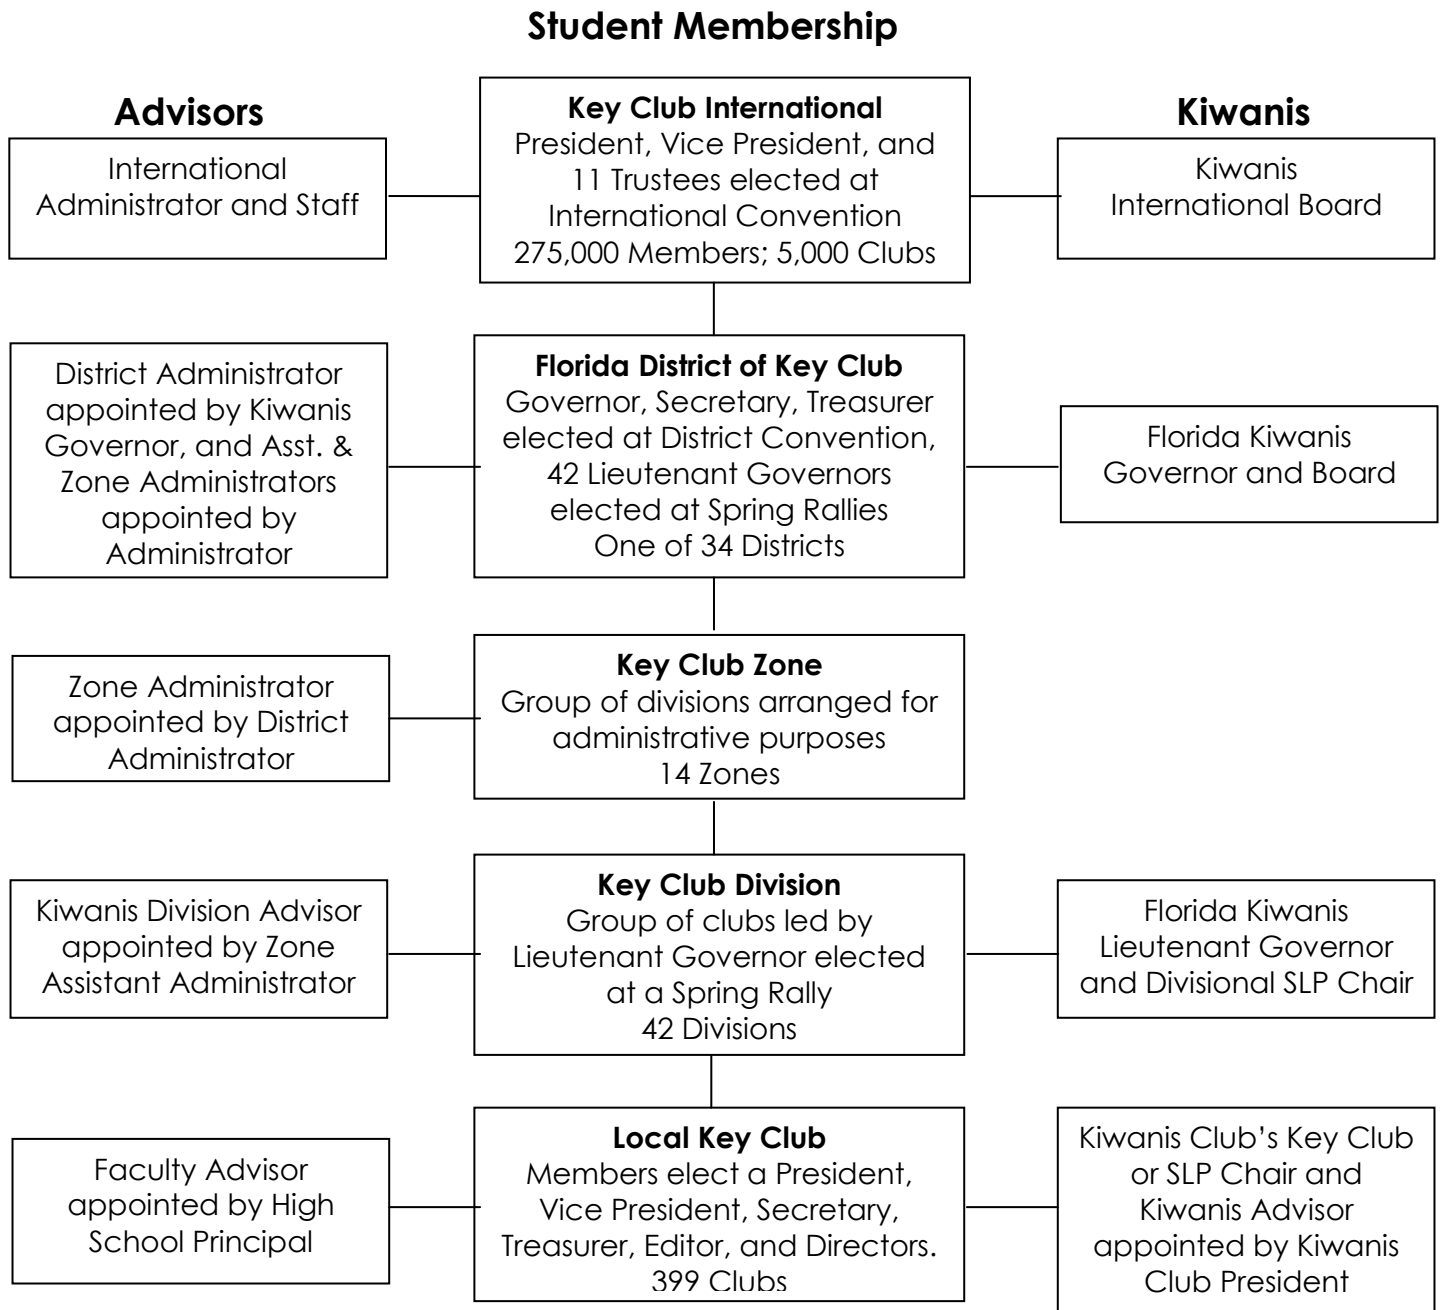 Student Membership
Advisors
Kiwanis
Key Club International
President, Vice President, and
11 Trustees elected at
International Convention
275,000 Members; 5,000 Clubs
International
Administrator and Staff
Kiwanis
International Board
Florida District of Key Club
Governor, Secretary, Treasurer
elected at District Convention,
42 Lieutenant Governors
elected at Spring Rallies
One of 34 Districts
District Administrator
appointed by Kiwanis
Governor, and Asst. &
Zone Administrators
appointed by
Administrator
Florida Kiwanis
Governor and Board
Key Club Zone
Group of divisions arranged for
administrative purposes
14 Zones
Zone Administrator
appointed by District
Administrator
Key Club Division
Group of clubs led by
Lieutenant Governor elected
at a Spring Rally
42 Divisions
Kiwanis Division Advisor
appointed by Zone
Assistant Administrator
Florida Kiwanis
Lieutenant Governor
and Divisional SLP Chair
Local Key Club
Members elect a President,
Vice President, Secretary,
Treasurer, Editor, and Directors.
399 Clubs
Faculty Advisor
appointed by High
School Principal
Kiwanis Club’s Key Club
or SLP Chair and
Kiwanis Advisor
appointed by Kiwanis
Club President